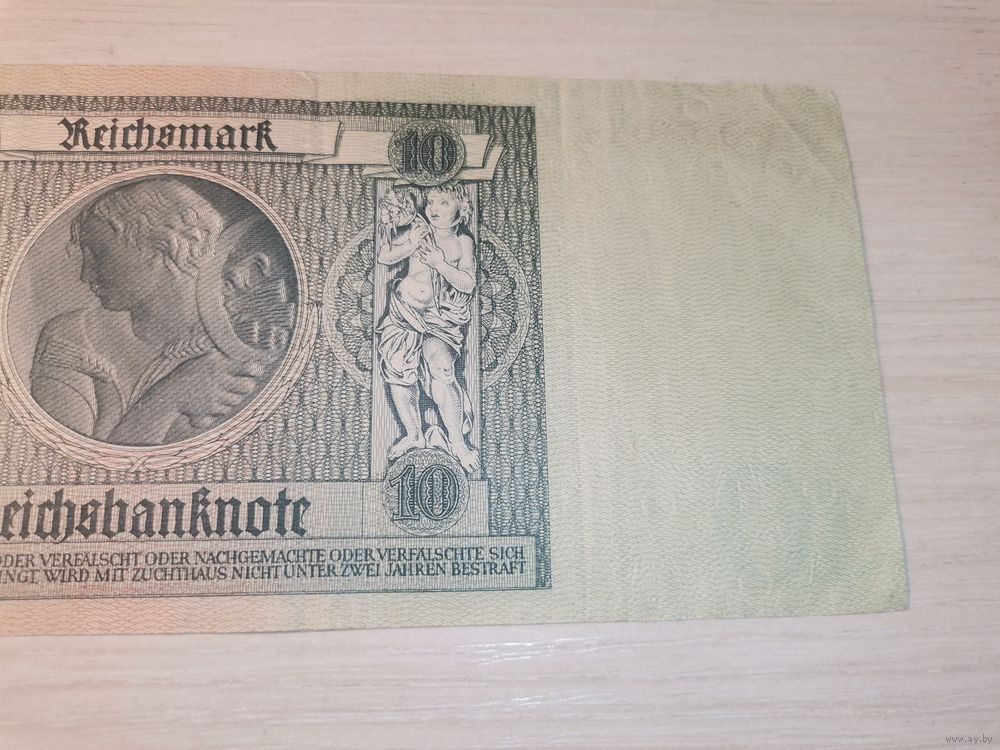 Reichsmark 10
10
eichsbanknote
ODER VERFÄLSCHT ODER NACHGEMACHTE ODER VERFÄLSCHTE SICH
INGT, WIRD MIT ZUCHTHAUS NICHT UNTER ZWEI JAHREN BESTRAFT
www.ay.by